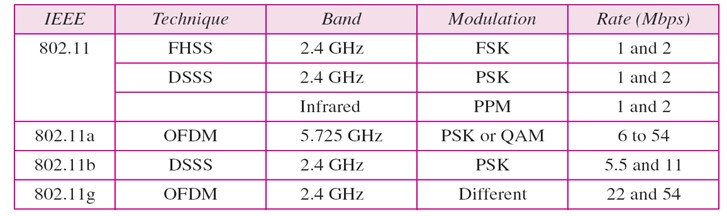 IEEE Technique Band Modulation Rate (Mbps)
802.11 FHSS 2.4 GHz FSK 1 and 2
DSSS 2.4 GHz PSK 1 and 2
Infrared PPM 1 and 2
802.11a OFDM 5.725 GHz PSK or QAM 6 to 54
802.11b DSSS 2.4 GHz PSK 5.5 and 11
802.11g OFDM 2.4 GHz Different 22 and 54